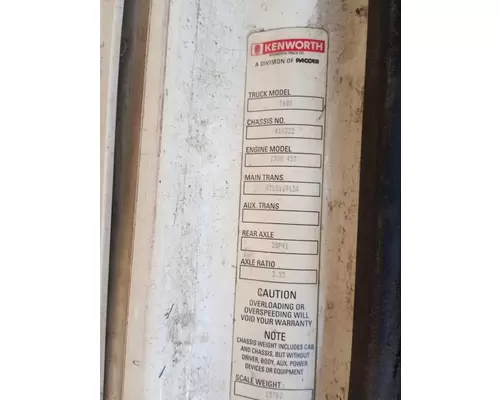 KENWORTH
A DIVISION OF PACCAR
TRUCK MODEL
T600
CHASSIS NO.
ENGINE MODEL
MAIN TRANS.
AUX. TRANS
REAR AXLE
AXLE RATIO
CAUTION
OVERLOADING OR
OVERSPEEDING WILL
VOID YOUR WARRANTY
NOTE
CHASSIS WEIGHT INCLUDES CAB
AND CHASSIS, BUT WITHOUT
DRIVER, BODY, AUX. POWER
DEVICES OR EQUIPMENT
SCALE WEIGHT